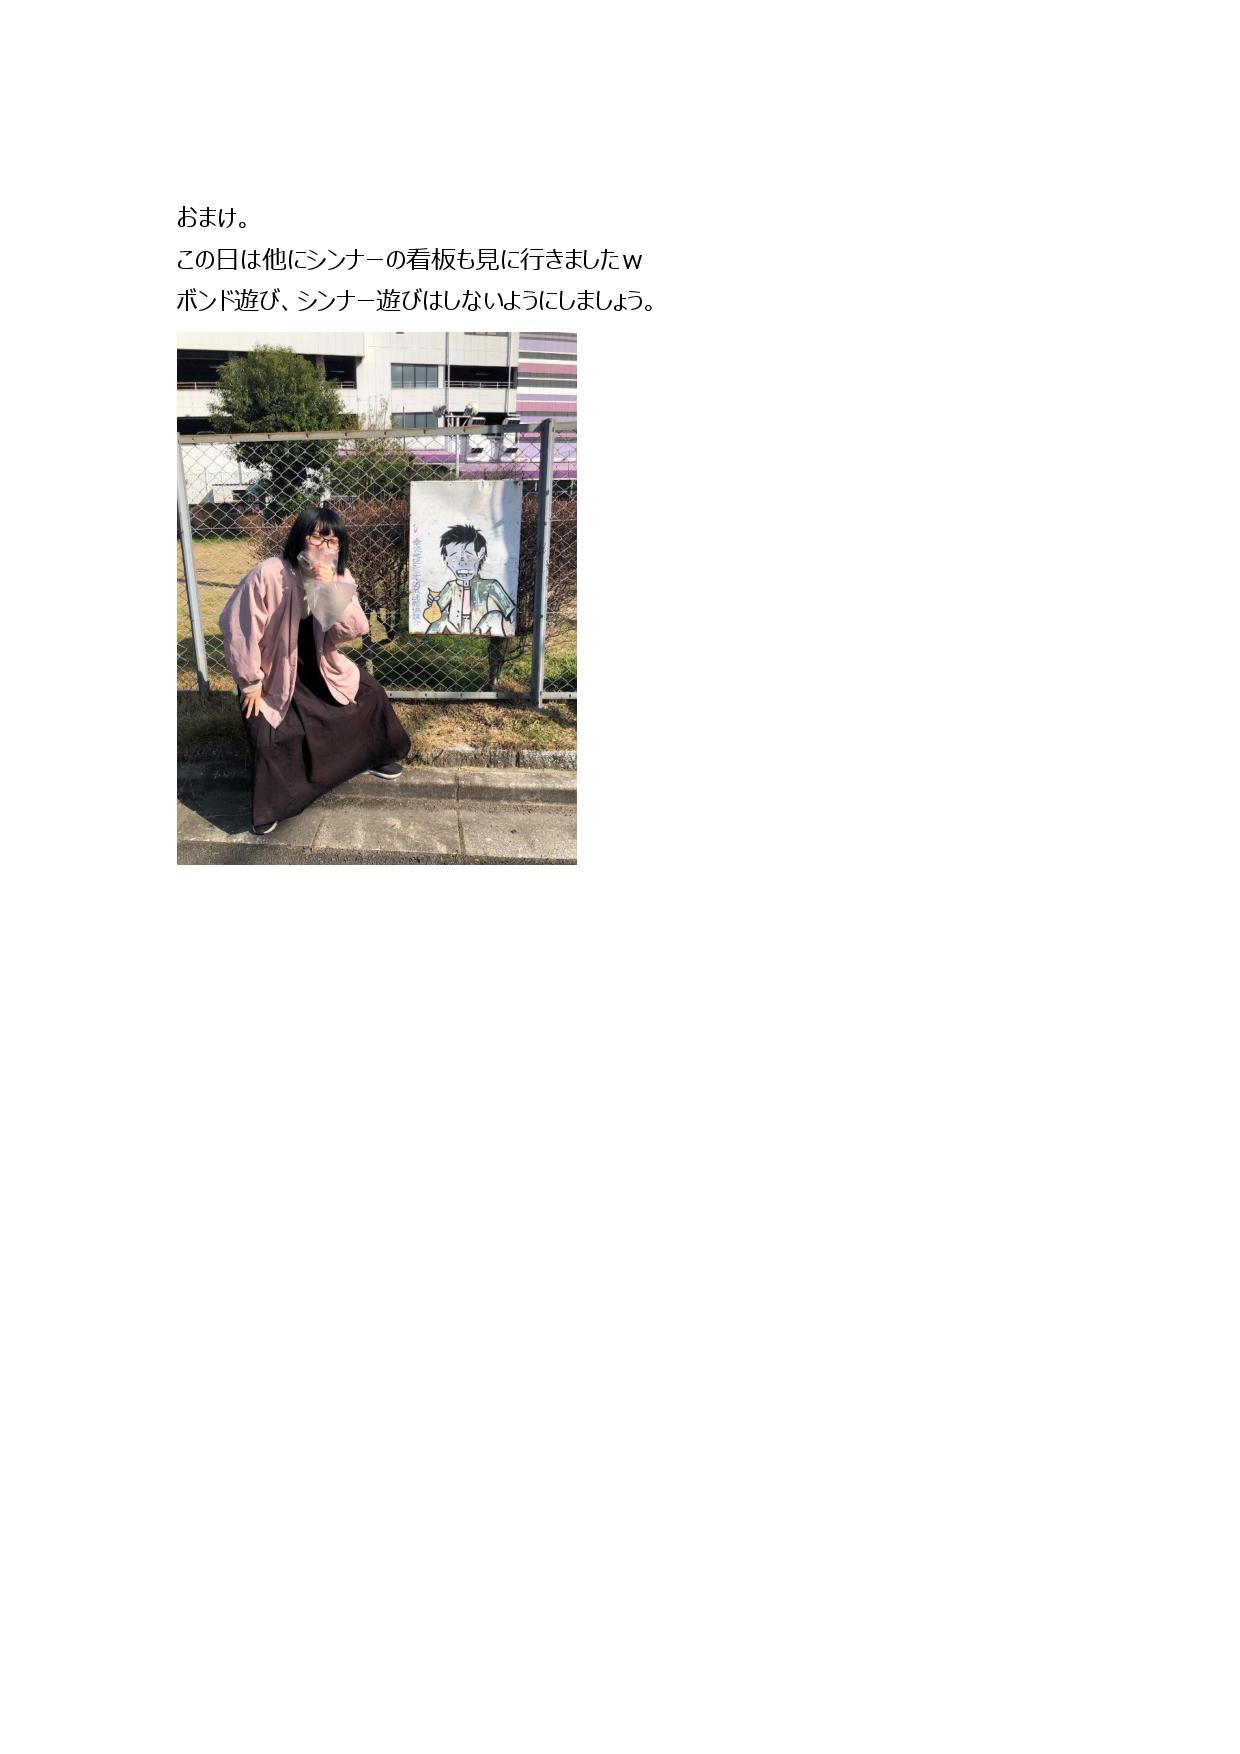 おまけ。
この日は他にシンナーの看板も見に行きましたｗ
ボンド遊び、シンナー遊びはしないようにしましょう。